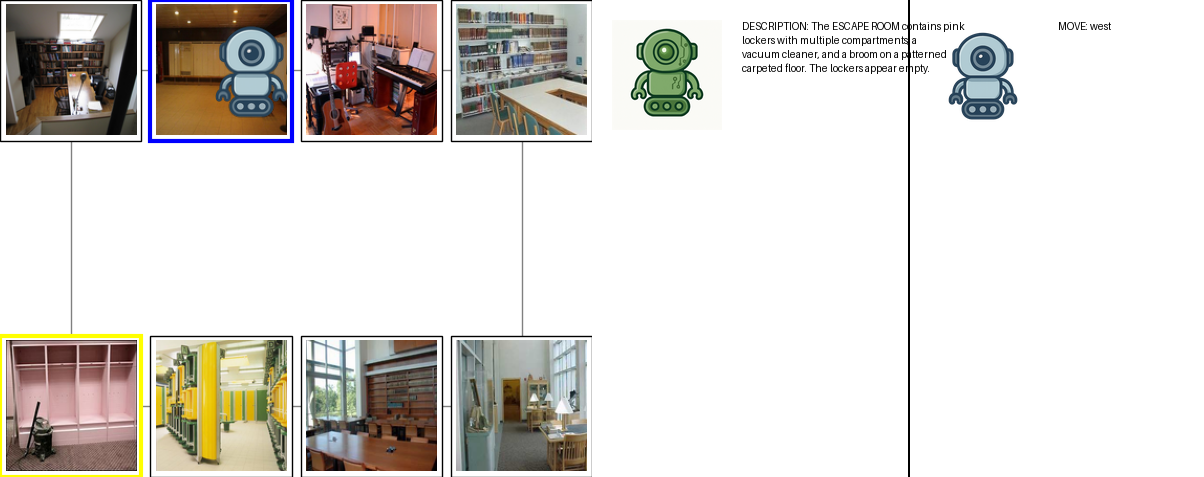 DESCRIPTION: The ESCAPE ROOM contains pink
lockers with multiple compartments, a
vacuum cleaner, and a broom on a patterned
carpeted floor. The lockers appear empty.
MOVE: west